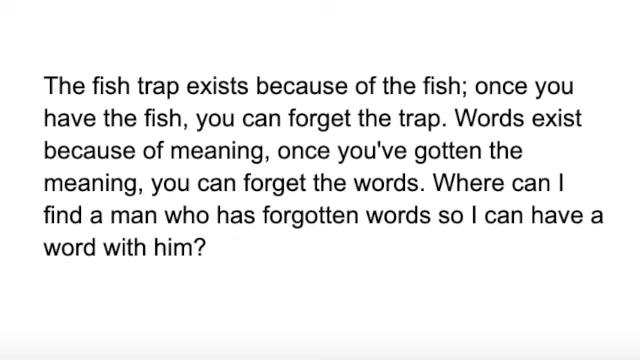 The fish trap exists because of the fish; once you
have the fish, you can forget the trap. Words exist
because of meaning, once you've gotten the
meaning, you can forget the words. Where can I
find a man who has forgotten words so I can have a
word with him?